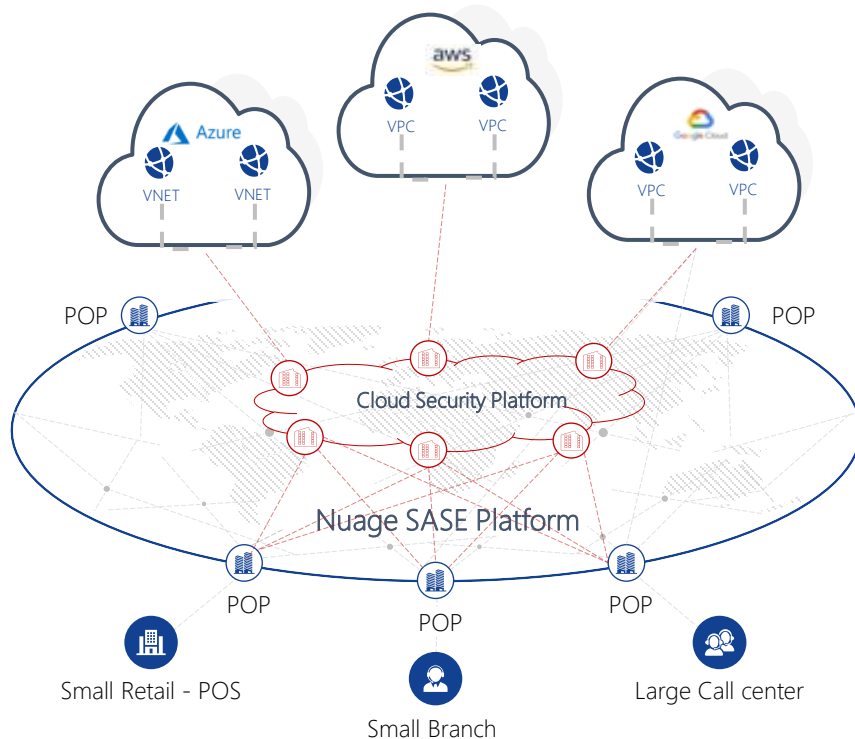 aws
VPC
VPC
Azure
VNET
VNET
Google Cloud
VPC
VPC
POP
POP
Cloud Security Platform
Nuage SASE Platform
POP
POP
POP
Small Retail - POS
Small Branch
Large Call center